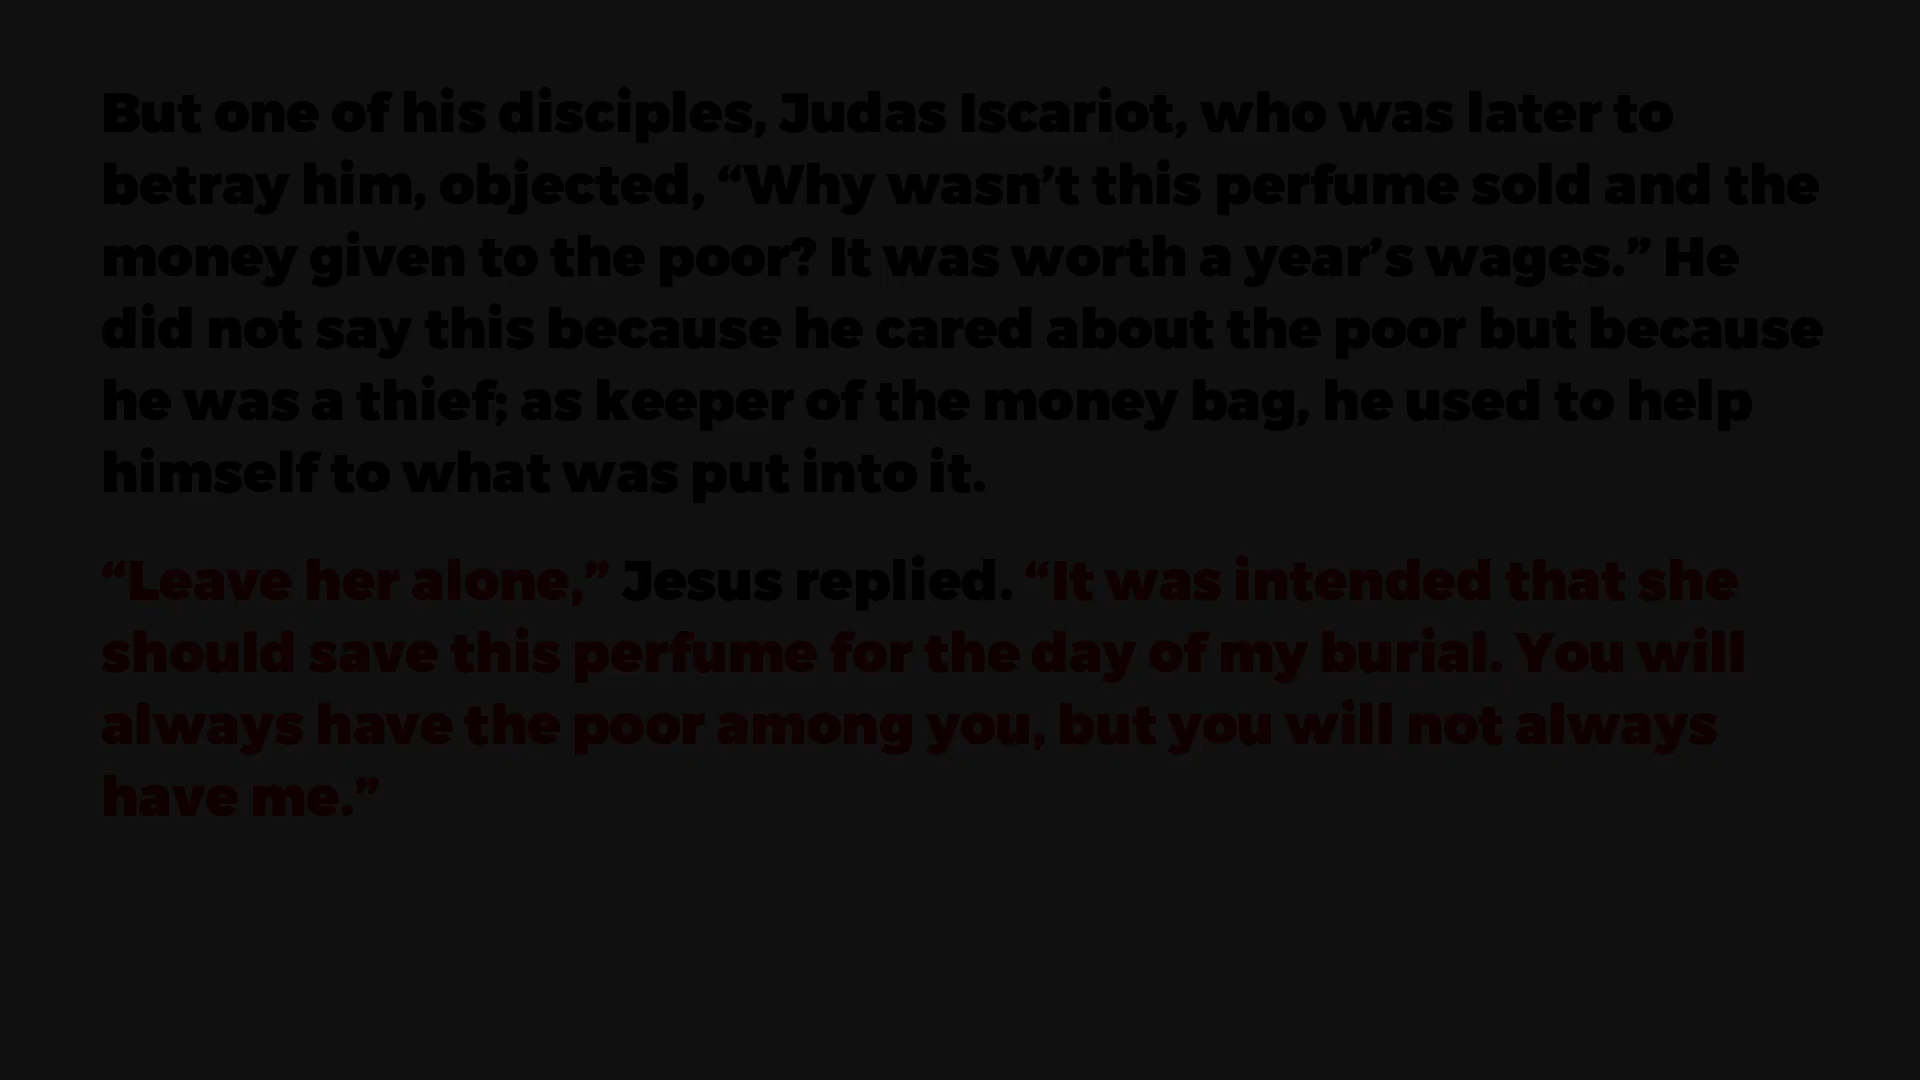 But one of his disciples, Judas Iscariot, who was later to
betray him, objected, “Why wasn’t this perfume sold and the
money given to the poor? It was worth a year’s wages.” He
did not say this because he cared about the poor but because
he was a thief; as keeper of the money bag, he used to help
himself to what was put into it.
“Leave her alone,” Jesus replied. “It was intended that she
should save this perfume for the day of my burial. You will
always have the poor among you, but you will not always
have me.”